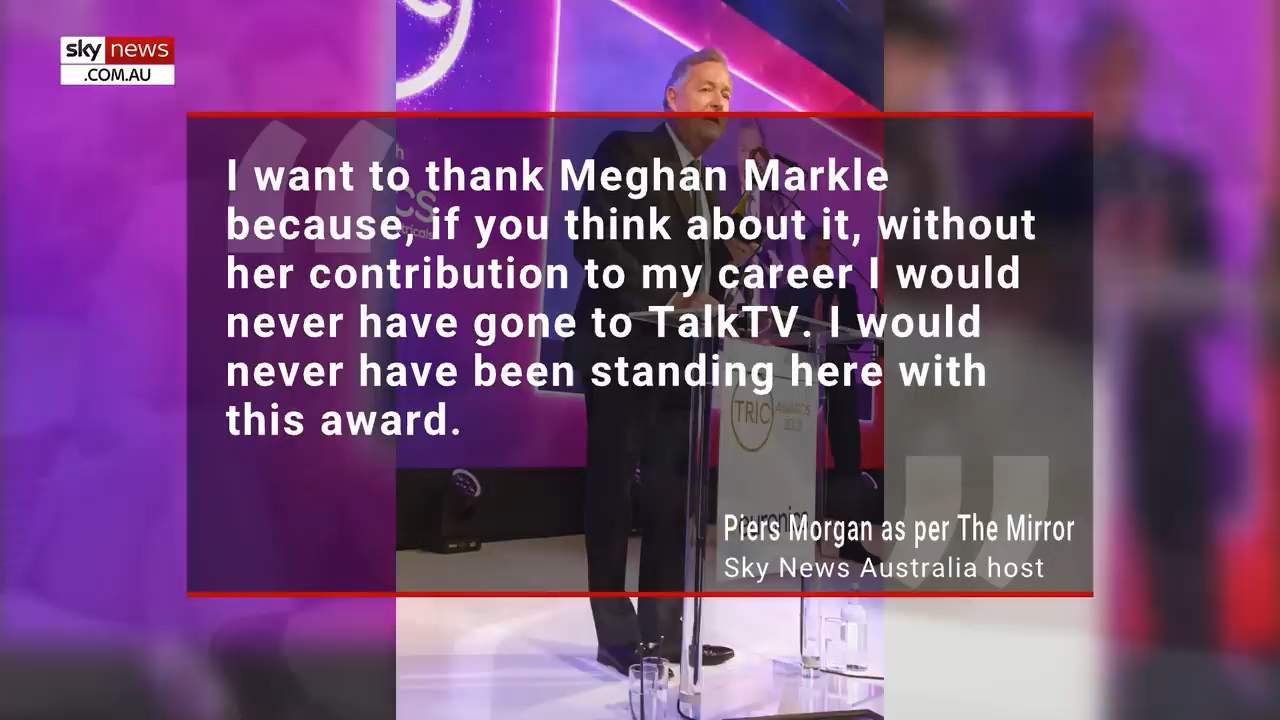 sky news
.COM.AU
I want to thank Meghan Markle
because, if you think about it, without
her contribution to my career I would
never have gone to TalkTV. I would
never have been standing here with
this award.
TRIC
AWARDS
Piers Morgan as per The Mirror
Sky News Australia host